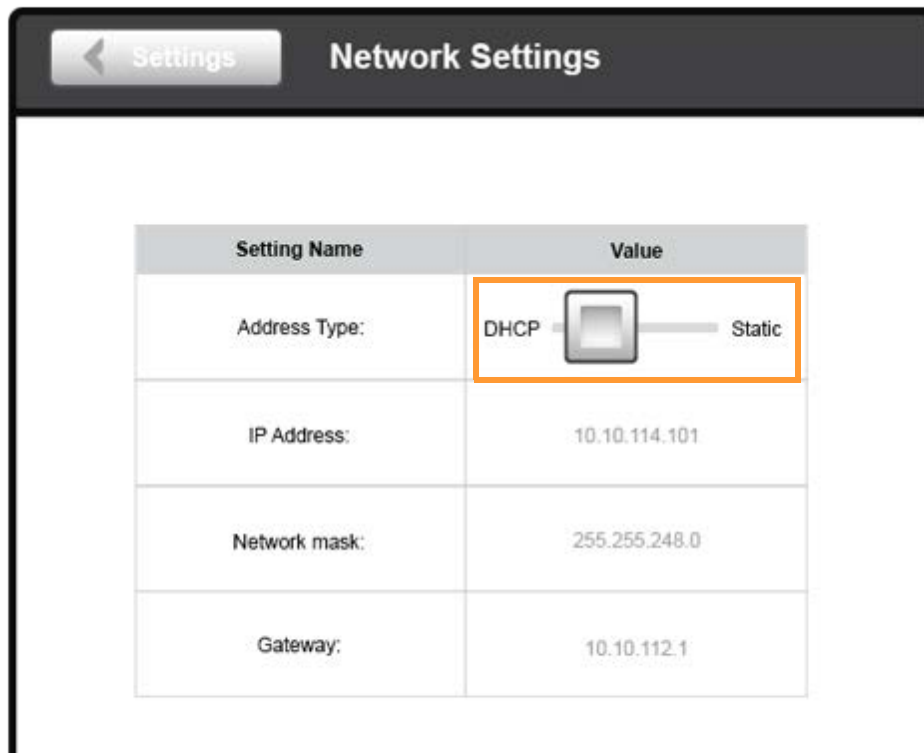 Settings
Network Settings
Setting Name Value
Address Type: DHCP Static
IP Address: 10.10.114.101
Network mask: 255.255.248.0
Gateway: 10.10.112.1